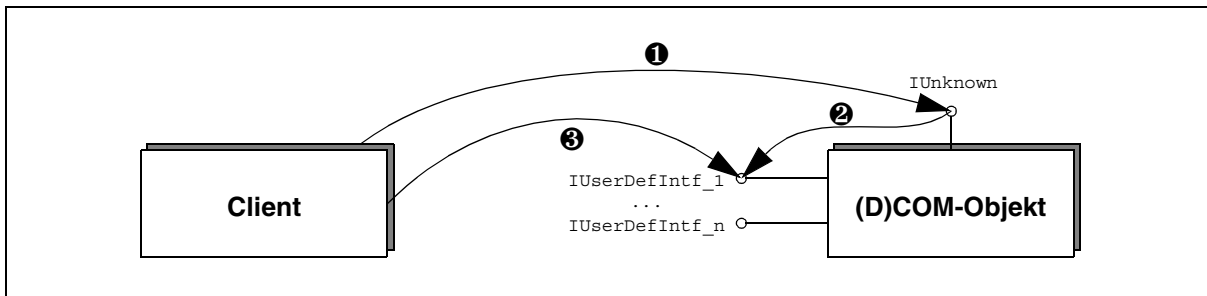 ❶
IUnknown
❷
❸
IUserDefIntf_1
...
IUserDefIntf_n
Client
(D)COM-Objekt